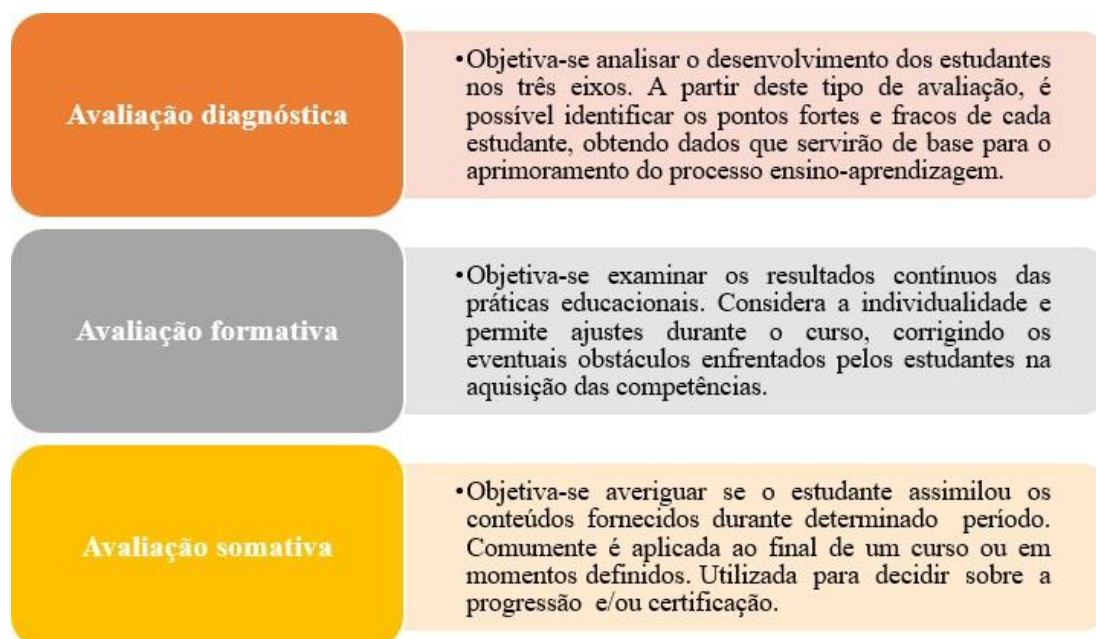 Avaliação diagnóstica
•Objetiva-se analisar o desenvolvimento dos estudantes
nos três eixos. A partir deste tipo de avaliação, é
possível identificar os pontos fortes e fracos de cada
estudante, obtendo dados que servirão de base para o
aprimoramento do processo ensino-aprendizagem.
Avaliação formativa
•Objetiva-se examinar os resultados contínuos das
práticas educacionais. Considera a individualidade e
permite ajustes durante o curso, corrigindo os
eventuais obstáculos enfrentados pelos estudantes na
aquisição das competências.
Avaliação somativa
•Objetiva-se averiguar se o estudante assimilou os
conteúdos fornecidos durante determinado período.
Comumente é aplicada ao final de um curso ou em
momentos definidos. Utilizada para decidir sobre a
progressão e/ou certificação.